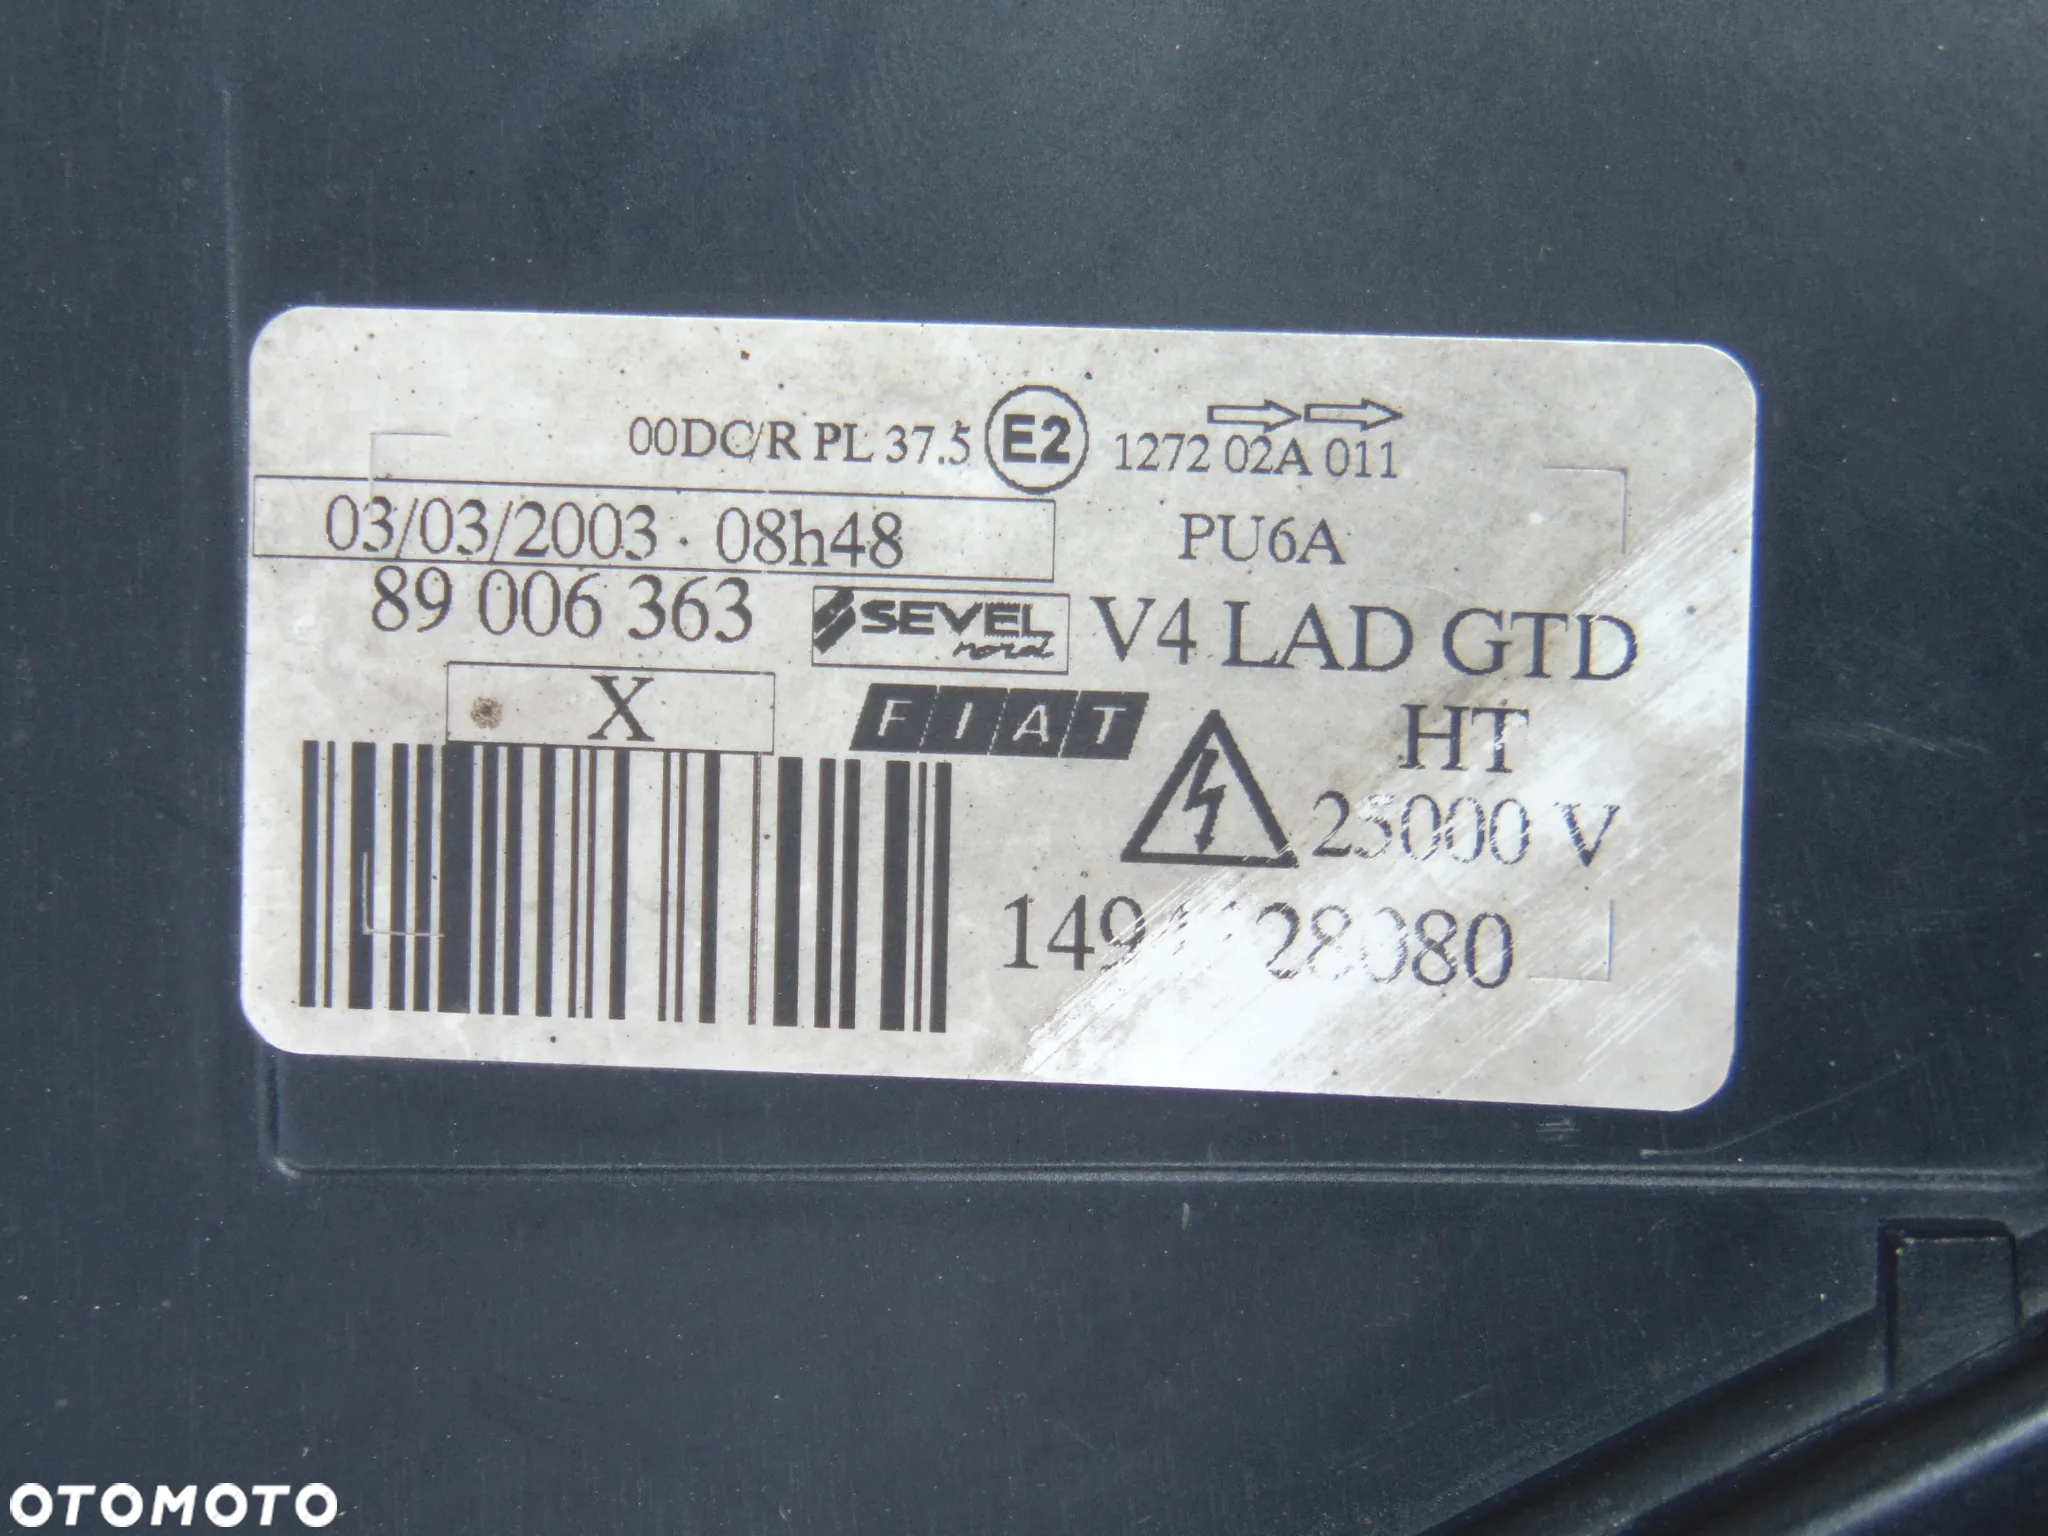 00DC/R PL 37.5 E2 1272 02A 011
03/03/2003 · 08h48 PU6A
89 006 363 SEVEL nord V4 LAD GTD
X FIAT HT
25000 V
OTOMOTO